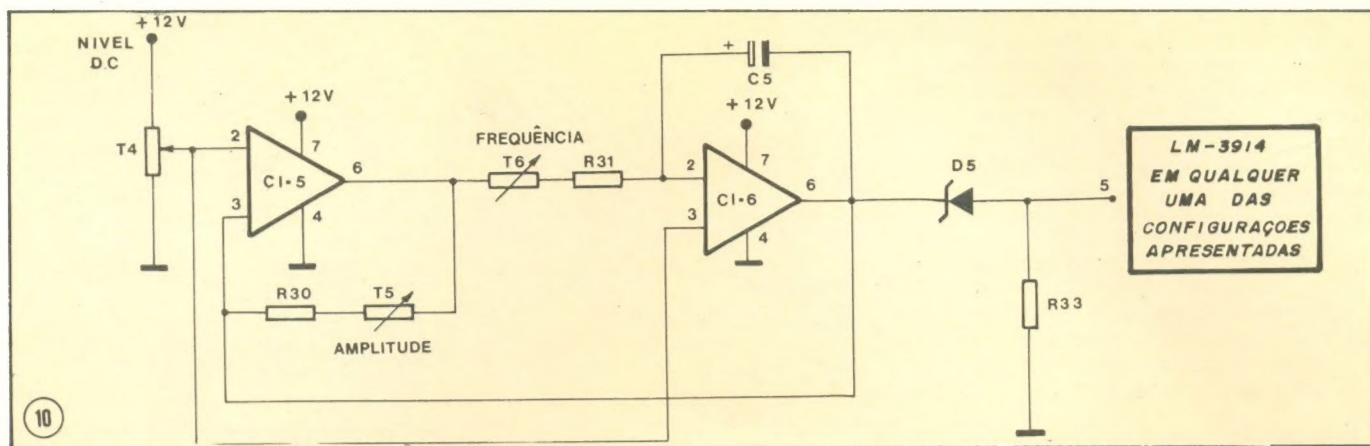 +12V
NIVEL
D.C
T4
2
3
+12V
7
CI-5
6
4
R30
T5
AMPLITUDE
FREQUÊNCIA
T6
R31
+
C5
+12V
2
3
7
CI-6
6
4
D5
5
R33
LM-3914
EM QUALQUER
UMA DAS
CONFIGURAÇOES
APRESENTADAS
10